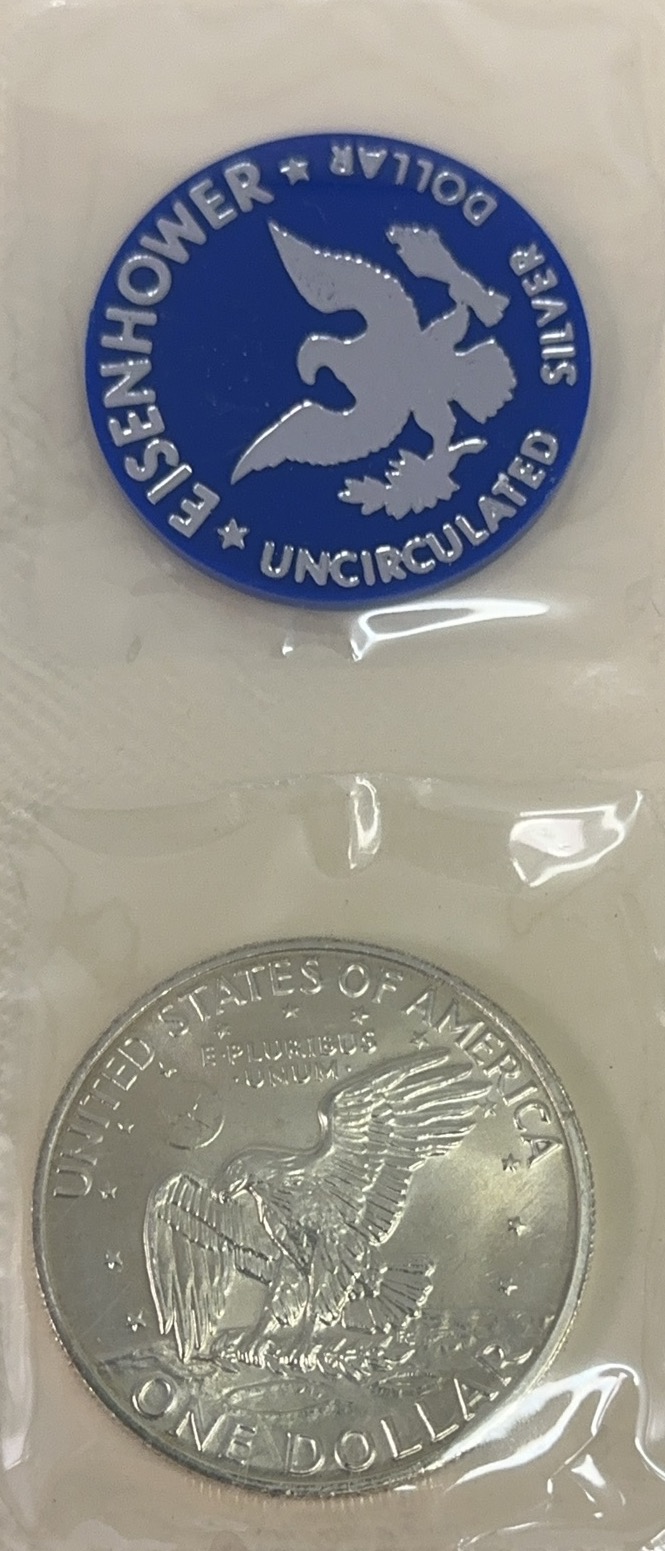 ★ EISENHOWER ★
UNCIRCULATED SILVER DOLLAR
UNITED STATES OF AMERICA
E·PLURIBUS
·UNUM·
ONE DOLLAR